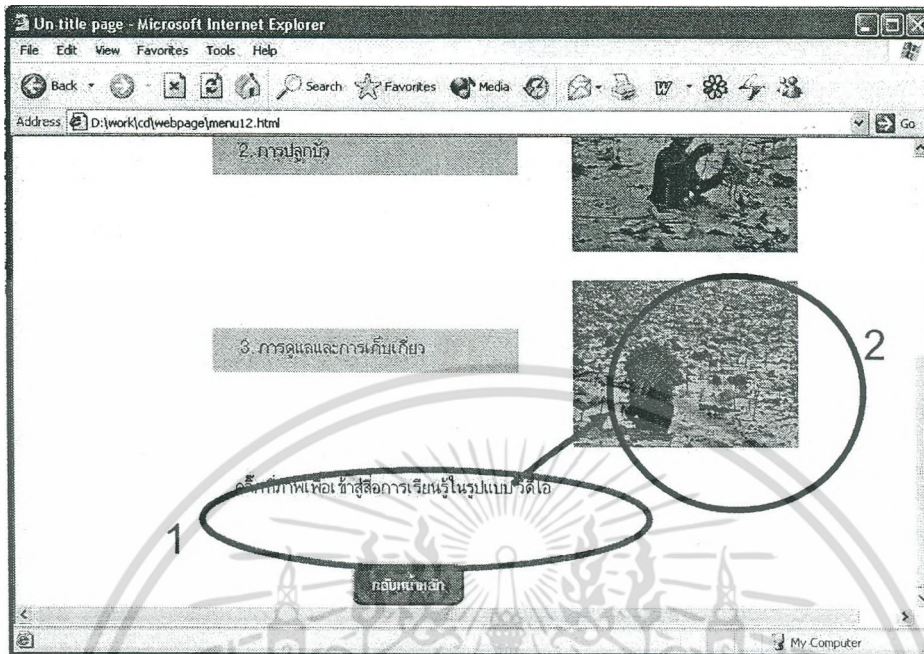 Un title page - Microsoft Internet Explorer
File Edit View Favorites Tools Help
Back Search Favorites Media W
Address D:\work\cd\webpage\menu12.html Go
2. การปลูกบัว
2
3. การดูแลและการเก็บเกี่ยว
คลิ๊กที่ภาพเพื่อเข้าสู่สื่อการเรียนรู้ในรูปแบบ วีดีโอ
1
กลับหน้าหลัก
My Computer